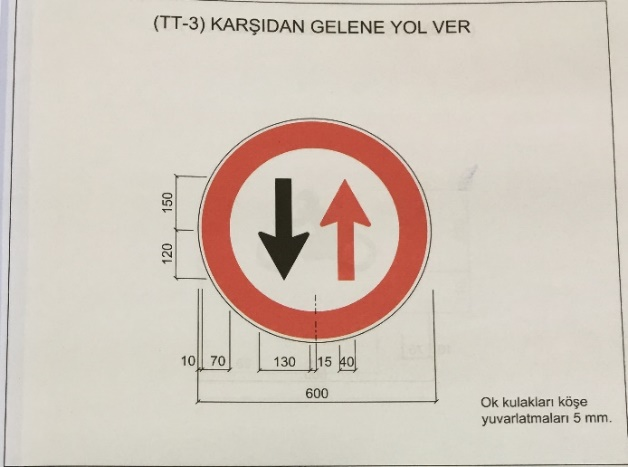 (TT-3) KARŞIDAN GELENE YOL VER
150
120
10 70 130 15 40
600
Ok kulakları köşe
yuvarlatmaları 5 mm.